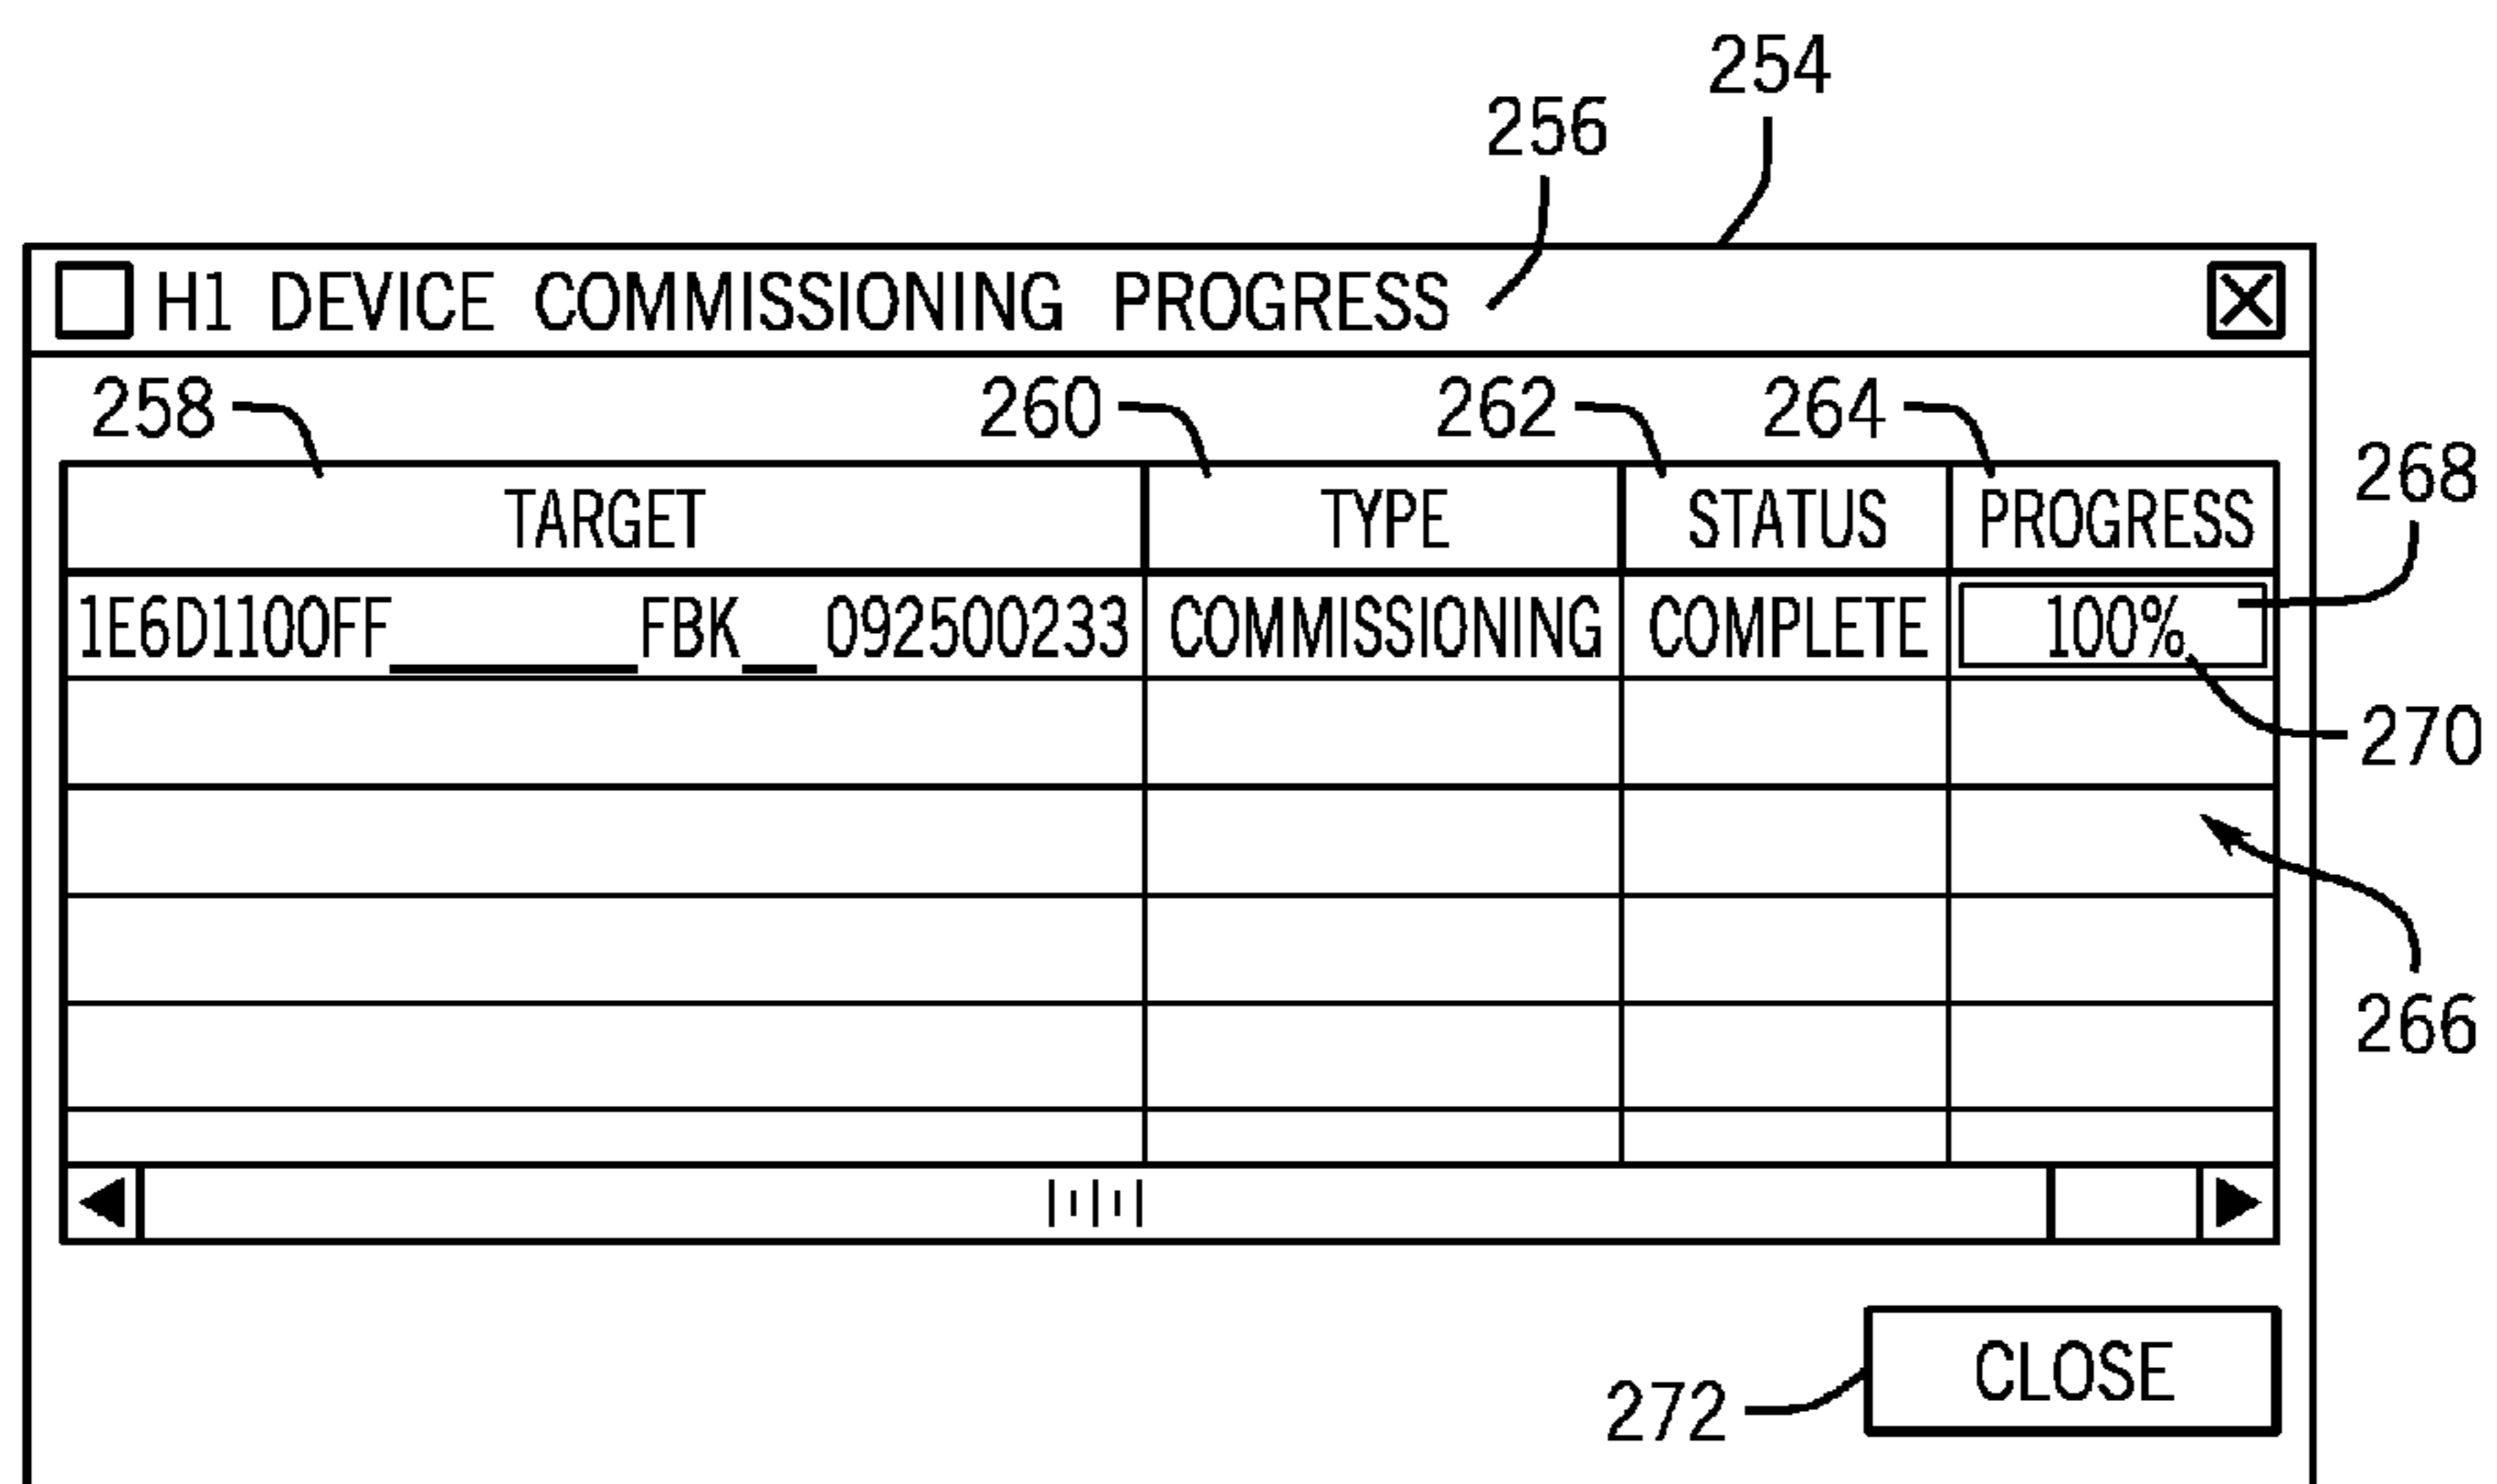 254
256
H1 DEVICE COMMISSIONING PROGRESS
258 260 262 264
268
TARGET TYPE STATUS PROGRESS
1E6D1100FF_______FBK__092500233 COMMISSIONING COMPLETE 100%
270
266
CLOSE
272